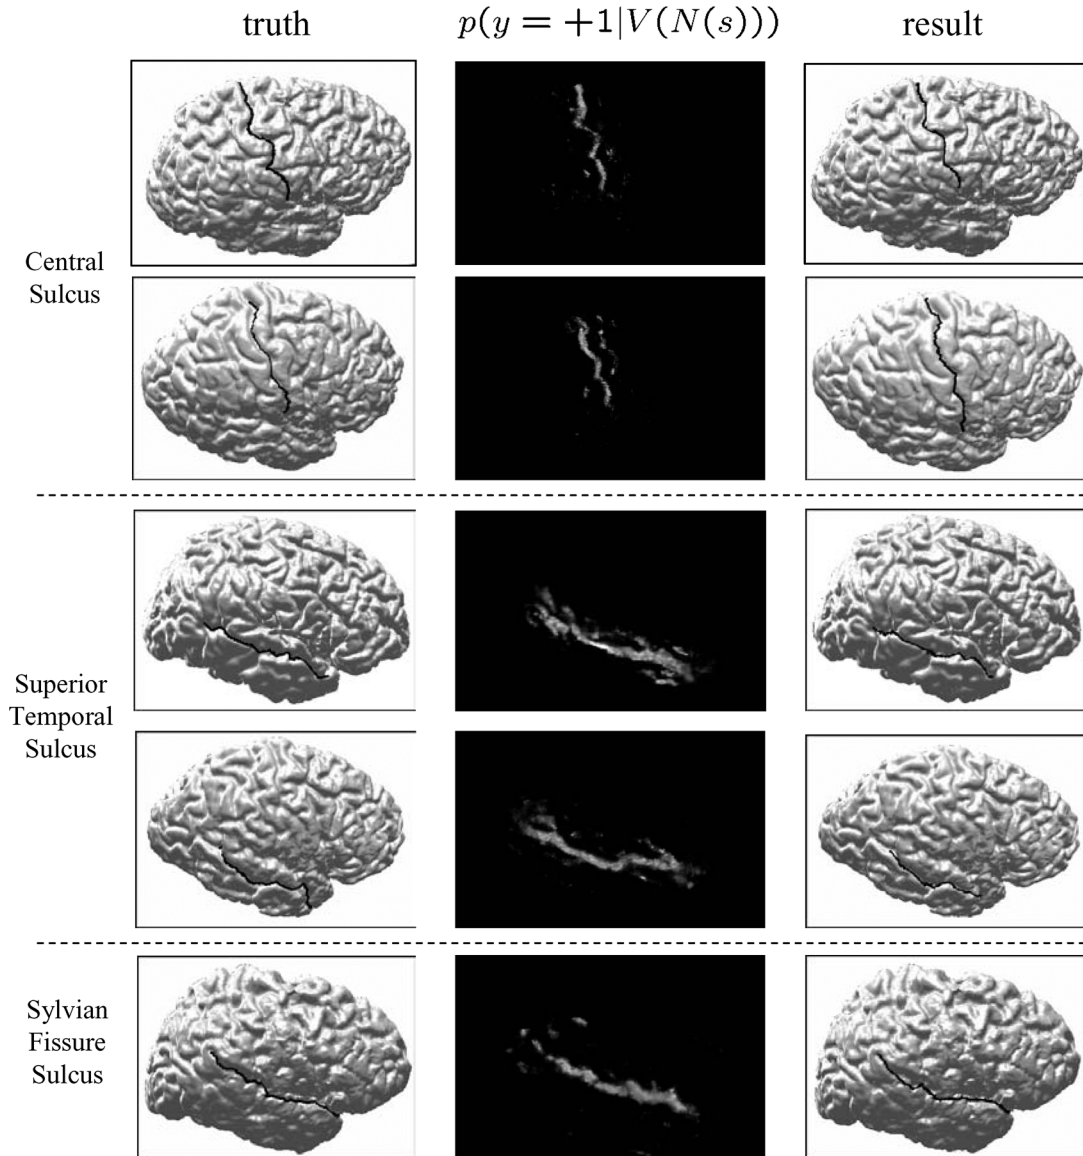 truth
p(y = +1|V(N(s)))
result
Central
Sulcus
Superior
Temporal
Sulcus
Sylvian
Fissure
Sulcus